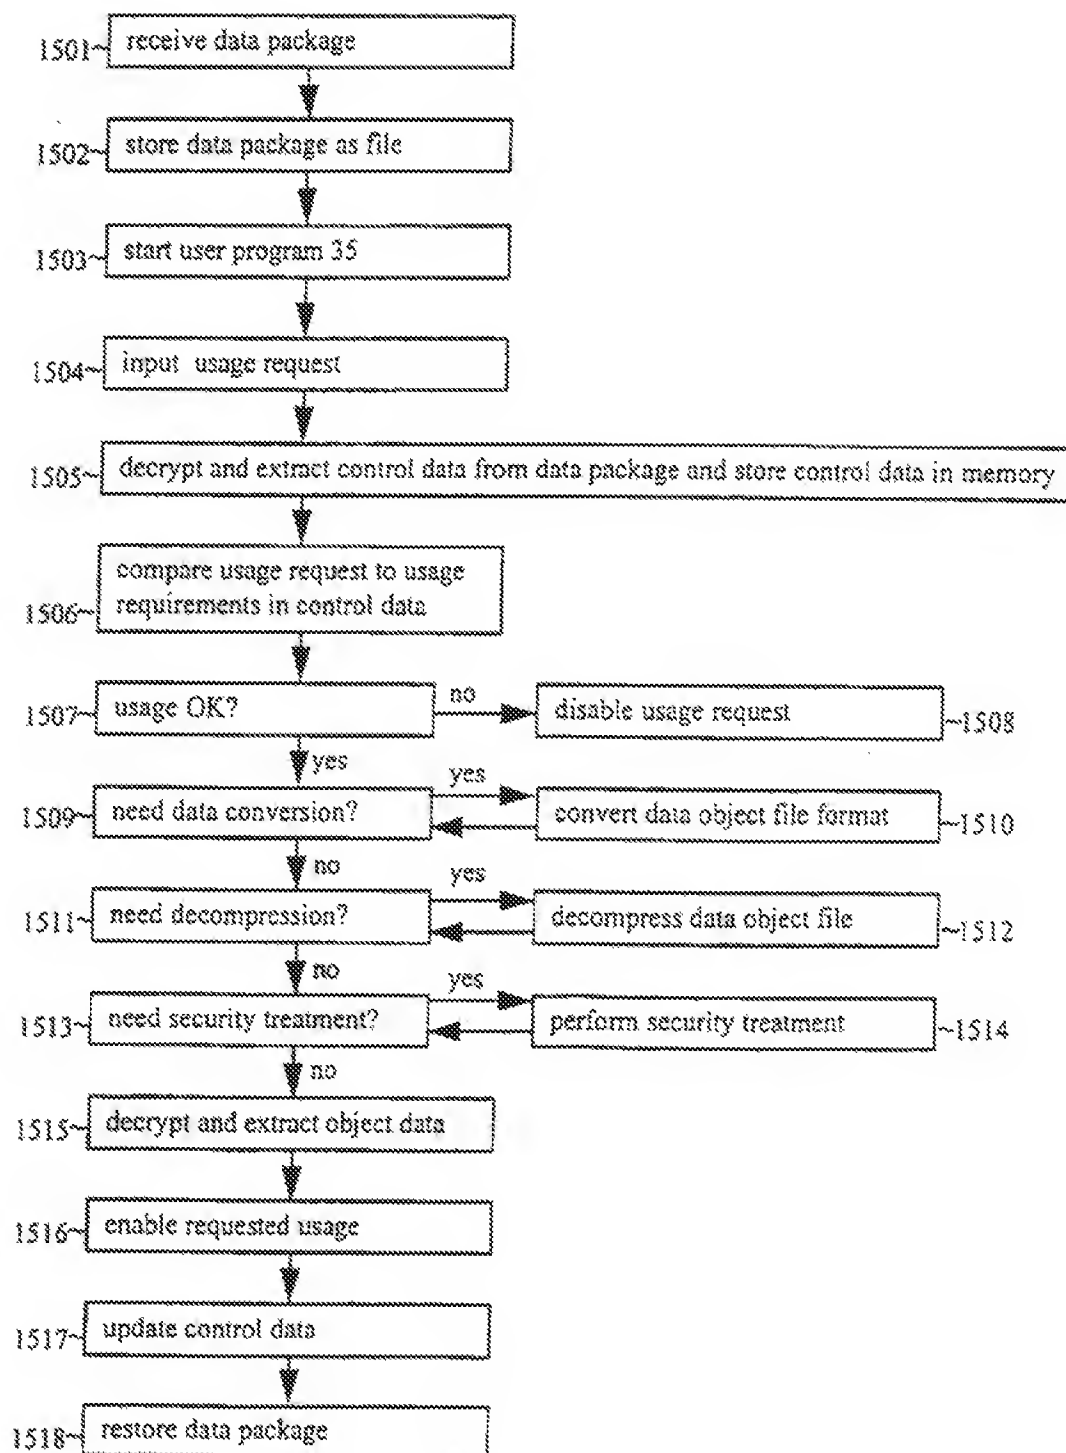 1501 receive data package
1502 store data package as file
1503 start user program 35
1504 input usage request
1505 decrypt and extract control data from data package and store control data in memory
compare usage request to usage
1506 requirements in control data
1507 usage OK? no disable usage request 1508
yes yes
1509 need data conversion? convert data object file format 1510
no yes
1511 need decompression? decompress data object file 1512
no yes
1513 need security treatment? perform security treatment 1514
no
1515 decrypt and extract object data
1516 enable requested usage
1517 update control data
1518 restore data package